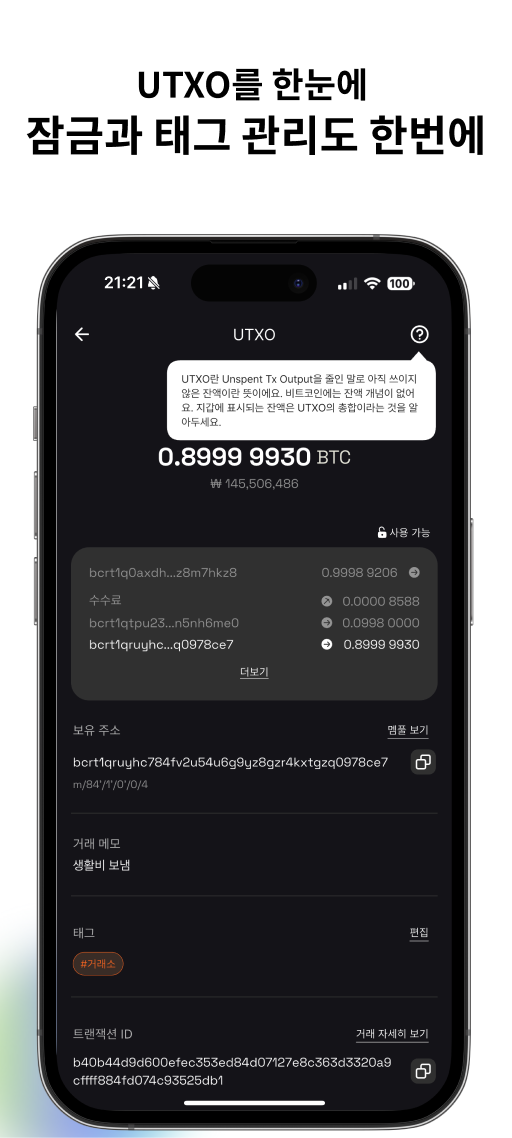 UTXO를 한눈에
잠금과 태그 관리도 한번에
21:21 100
UTXO
UTXO란 Unspent Tx Output을 줄인 말로 아직 쓰이지
않은 잔액이란 뜻이에요. 비트코인에는 잔액 개념이 없어
요. 지갑에 표시되는 잔액은 UTXO의 총합이라는 것을 알
아두세요.
0.8999 9930 BTC
₩ 145,506,486
사용 가능
bcrt1q0axdh...z8m7hkz8 0.9998 9206
수수료 0.0000 8588
bcrt1qtpu23...n5nh6me0 0.0998 0000
bcrt1qruyhc...q0978ce7 0.8999 9930
더보기
보유 주소 멤풀 보기
bcrt1qruyhc784fv2u54u6g9yz8gzr4kxtgzq0978ce7
m/84'/1'/0'/0/4
거래 메모
생활비 보냄
태그 편집
#거래소
트랜잭션 ID 거래 자세히 보기
b40b44d9d600efec353ed84d07127e8c363d3320a9
cffff884fd074c93525db1